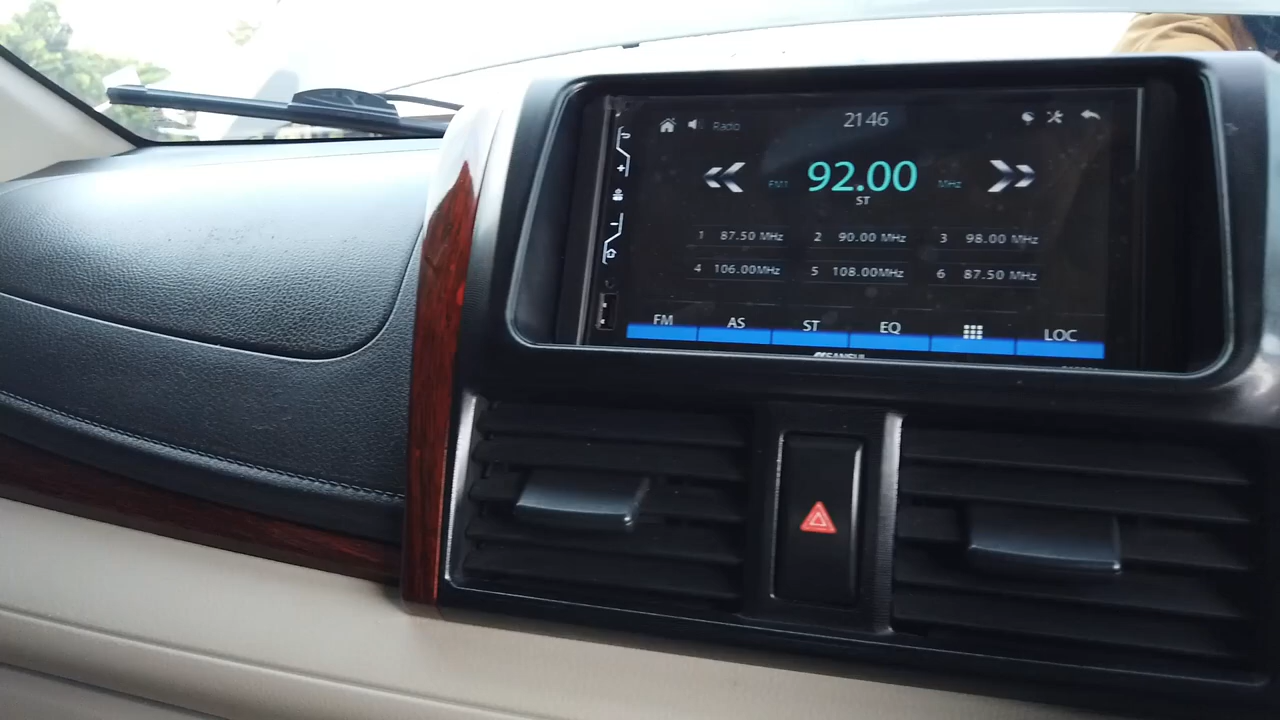 Radio
21 46
FM1 92.00 MHz
ST
1 87.50 MHz 2 90.00 MHz 3 98.00 MHz
4 106.00MHz 5 108.00MHz 6 87.50 MHz
FM AS ST EQ LOC
SANSUI